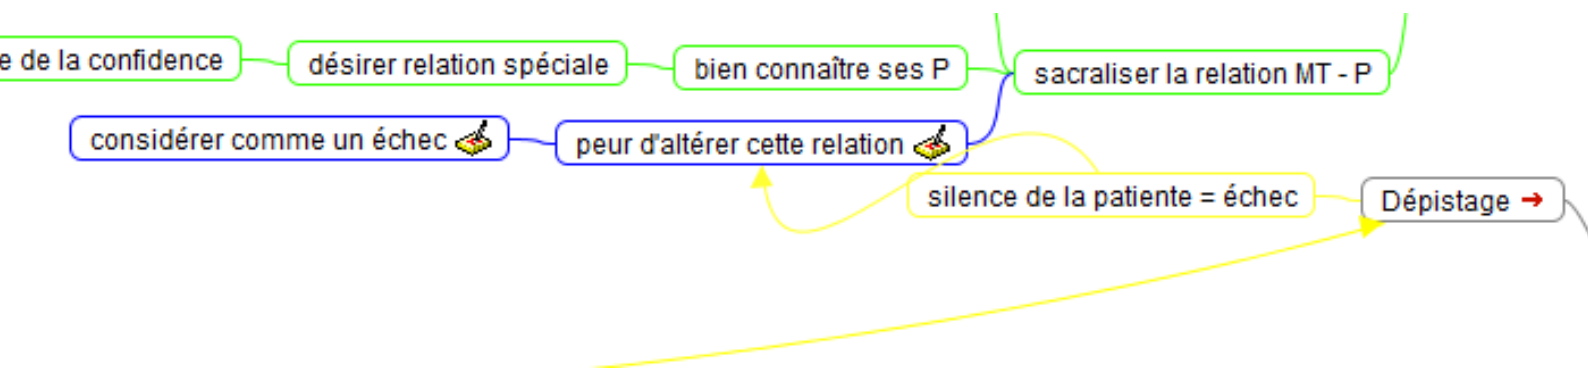 e de la confidence
désirer relation spéciale
bien connaître ses P
sacraliser la relation MT - P
considérer comme un échec
peur d'altérer cette relation
silence de la patiente = échec
Dépistage